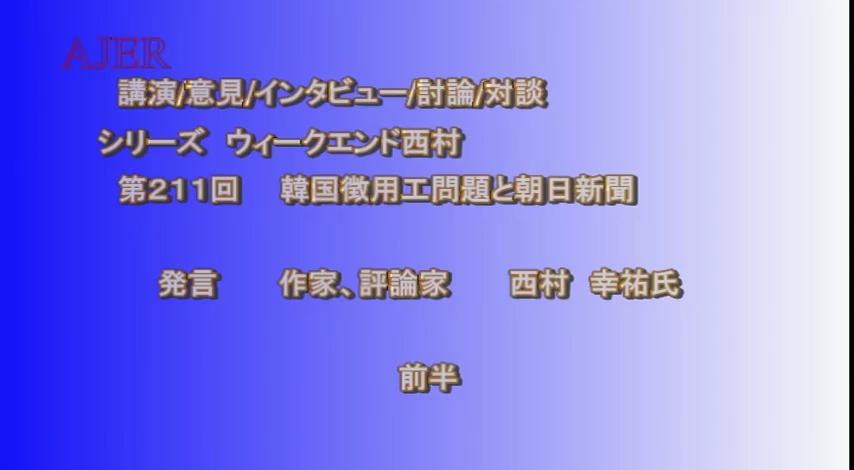 AJER
講演/意見/インタビュー/討論/対談
シリーズ　ウィークエンド西村
第211回　韓国徴用工問題と朝日新聞
発言　作家、評論家　西村　幸祐氏
前半